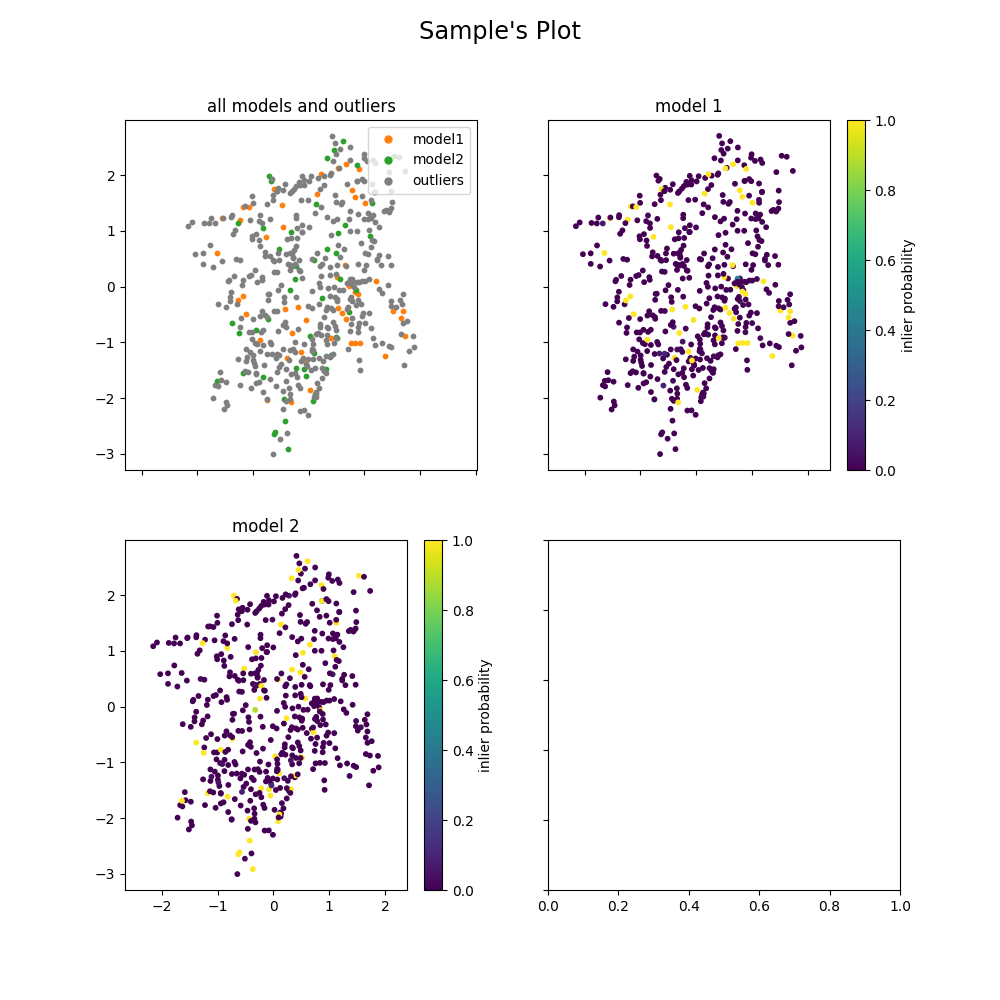 Sample's Plot
all models and outliers
model1
model2
outliers
2
1
0
−1
−2
−3
model 1
1.0
0.8
0.6
0.4
0.2
0.0
inlier probability
model 2
2
1
0
−1
−2
−3
−2 −1 0 1 2
1.0
0.8
0.6
0.4
0.2
0.0
inlier probability
0.0 0.2 0.4 0.6 0.8 1.0